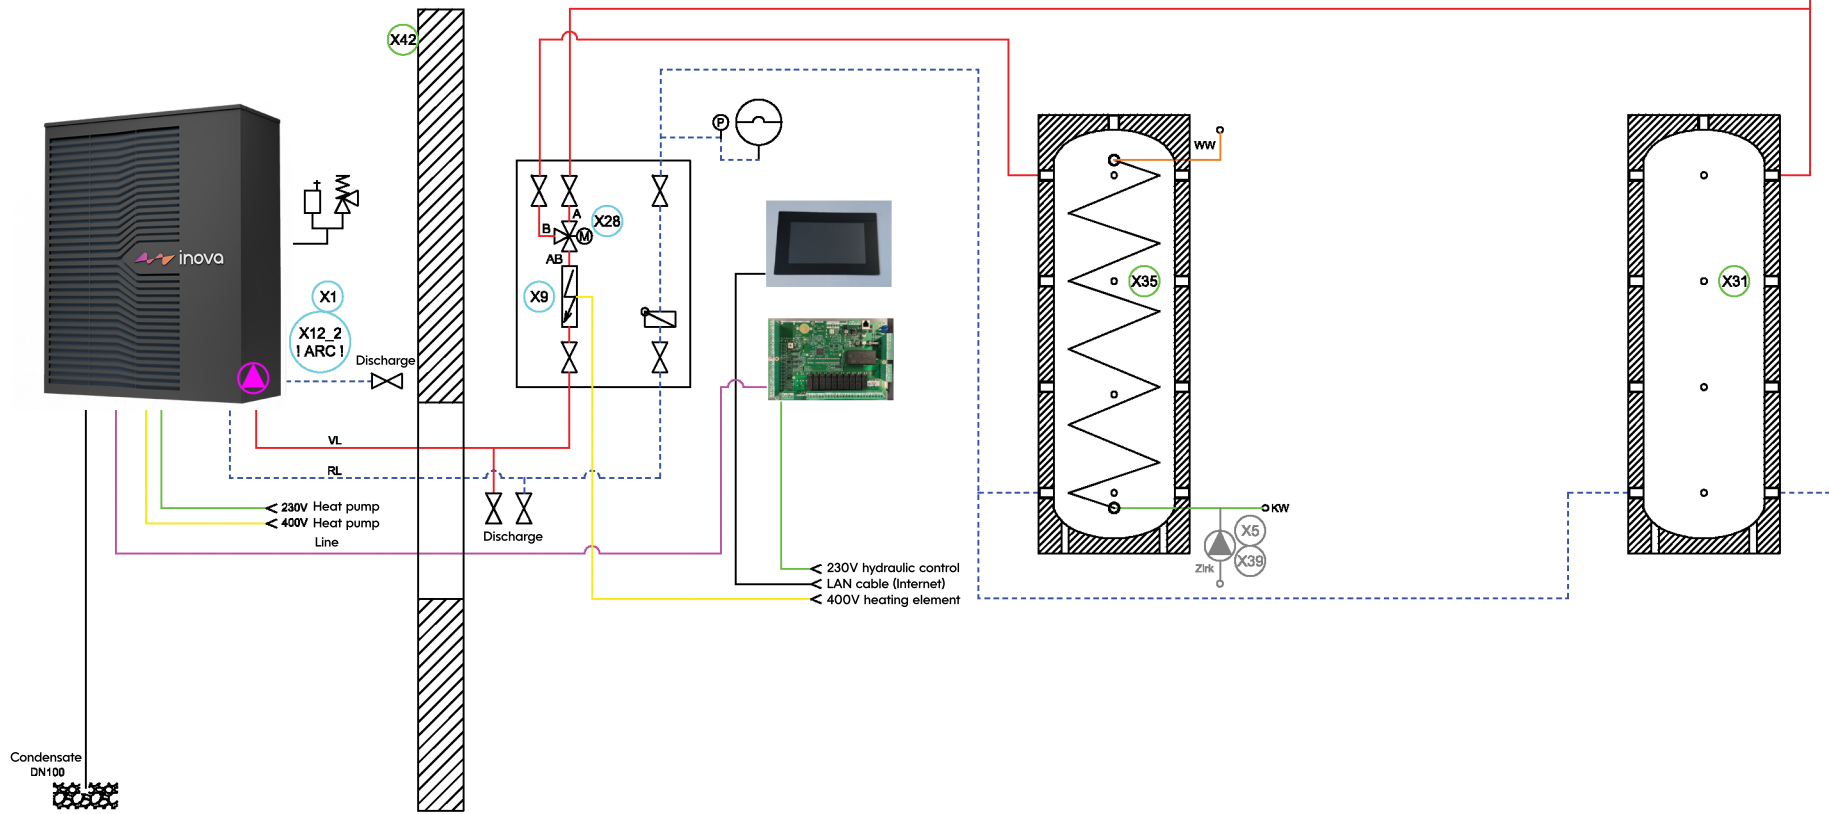 X42
P
WW
A
X28
B
M
AB
inova
X9
X35
X31
X1
X12_2
! ARC !
Discharge
VL
RL
230V Heat pump
400V Heat pump
Line
Discharge
KW
X5
X39
Zirk
230V hydraulic control
LAN cable (Internet)
400V heating element
Condensate
DN100